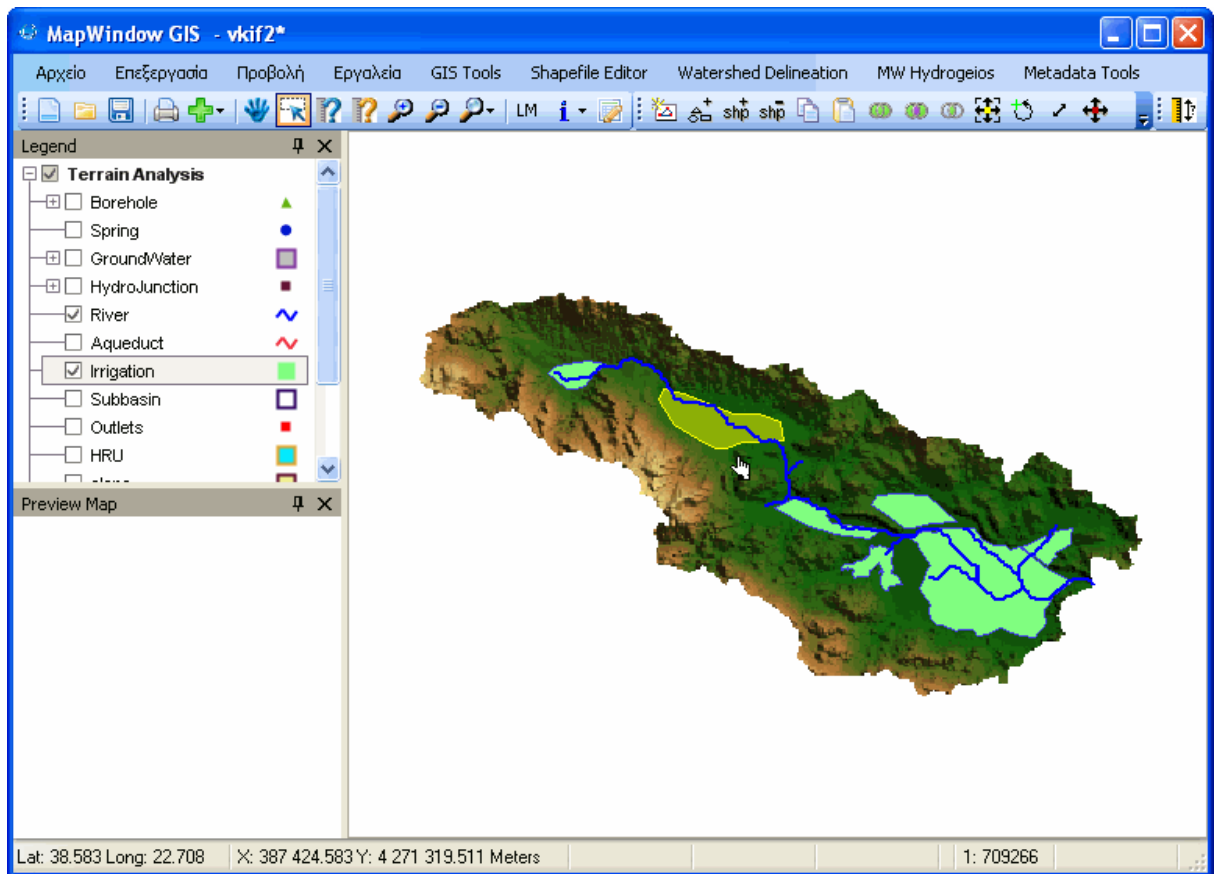 MapWindow GIS - vkif2*
Αρχείο Επεξεργασία Προβολή Εργαλεία GIS Tools Shapefile Editor Watershed Delineation MW Hydrogeios Metadata Tools
LM i shp shp
Legend
Terrain Analysis
Borehole
Spring
GroundWater
HydroJunction
River
Aqueduct
Irrigation
Subbasin
Outlets
HRU
Preview Map
Lat: 38.583 Long: 22.708 X: 387 424.583 Y: 4 271 319.511 Meters 1: 709266